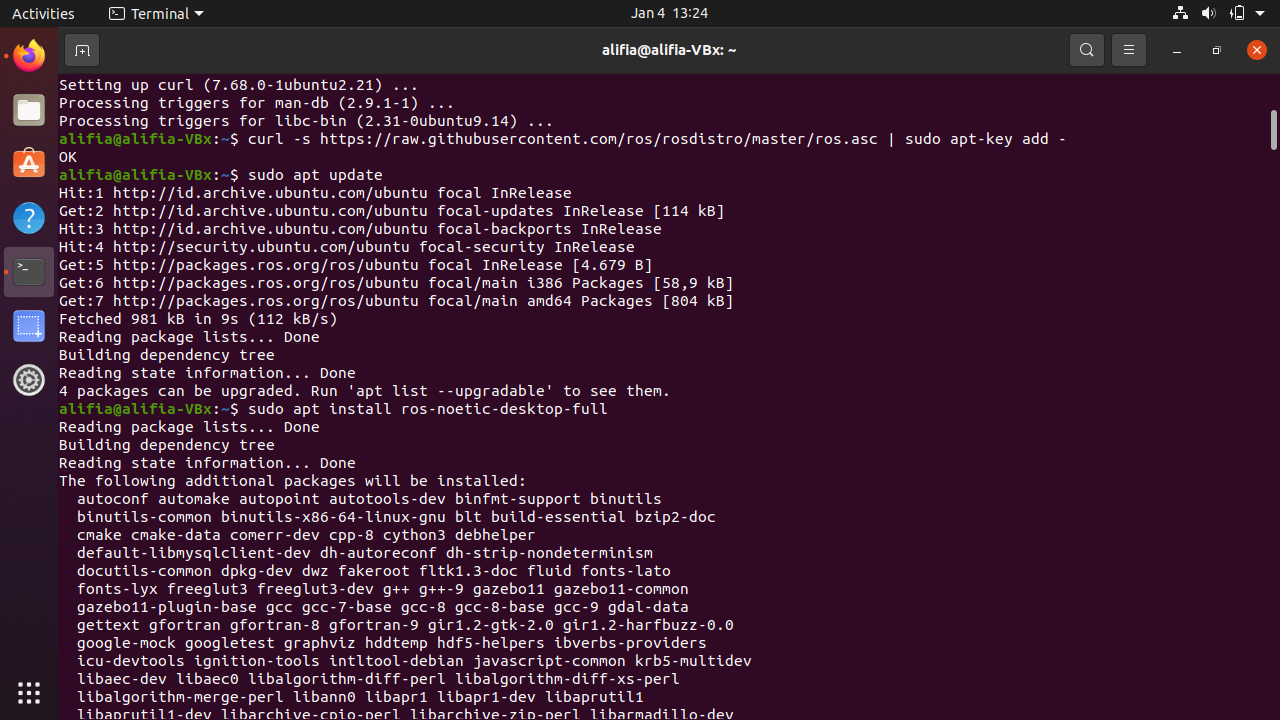 Activities
Terminal
Jan 4 13:24
alifia@alifia-VBx: ~
Setting up curl (7.68.0-1ubuntu2.21) ...
Processing triggers for man-db (2.9.1-1) ...
Processing triggers for libc-bin (2.31-0ubuntu9.14) ...
alifia@alifia-VBx:~$ curl -s https://raw.githubusercontent.com/ros/rosdistro/master/ros.asc | sudo apt-key add -
OK
alifia@alifia-VBx:~$ sudo apt update
Hit:1 http://id.archive.ubuntu.com/ubuntu focal InRelease
Get:2 http://id.archive.ubuntu.com/ubuntu focal-updates InRelease [114 kB]
Hit:3 http://id.archive.ubuntu.com/ubuntu focal-backports InRelease
Hit:4 http://security.ubuntu.com/ubuntu focal-security InRelease
Get:5 http://packages.ros.org/ros/ubuntu focal InRelease [4.679 B]
Get:6 http://packages.ros.org/ros/ubuntu focal/main i386 Packages [58,9 kB]
Get:7 http://packages.ros.org/ros/ubuntu focal/main amd64 Packages [804 kB]
Fetched 981 kB in 9s (112 kB/s)
Reading package lists... Done
Building dependency tree
Reading state information... Done
4 packages can be upgraded. Run 'apt list --upgradable' to see them.
alifia@alifia-VBx:~$ sudo apt install ros-noetic-desktop-full
Reading package lists... Done
Building dependency tree
Reading state information... Done
The following additional packages will be installed:
autoconf automake autopoint autotools-dev binfmt-support binutils
binutils-common binutils-x86-64-linux-gnu blt build-essential bzip2-doc
cmake cmake-data comerr-dev cpp-8 cython3 debhelper
default-libmysqlclient-dev dh-autoreconf dh-strip-nondeterminism
docutils-common dpkg-dev dwz fakeroot fltk1.3-doc fluid fonts-lato
fonts-lyx freeglut3 freeglut3-dev g++ g++-9 gazebo11 gazebo11-common
gazebo11-plugin-base gcc gcc-7-base gcc-8 gcc-8-base gcc-9 gdal-data
gettext gfortran gfortran-8 gfortran-9 gir1.2-gtk-2.0 gir1.2-harfbuzz-0.0
google-mock googletest graphviz hddtemp hdf5-helpers ibverbs-providers
icu-devtools ignition-tools intltool-debian javascript-common krb5-multidev
libaec-dev libaec0 libalgorithm-diff-perl libalgorithm-diff-xs-perl
libalgorithm-merge-perl libann0 libapr1 libapr1-dev libaprutil1
libaprutil1-dev libarchive-cpio-perl libarchive-zip-perl libarmadillo-dev